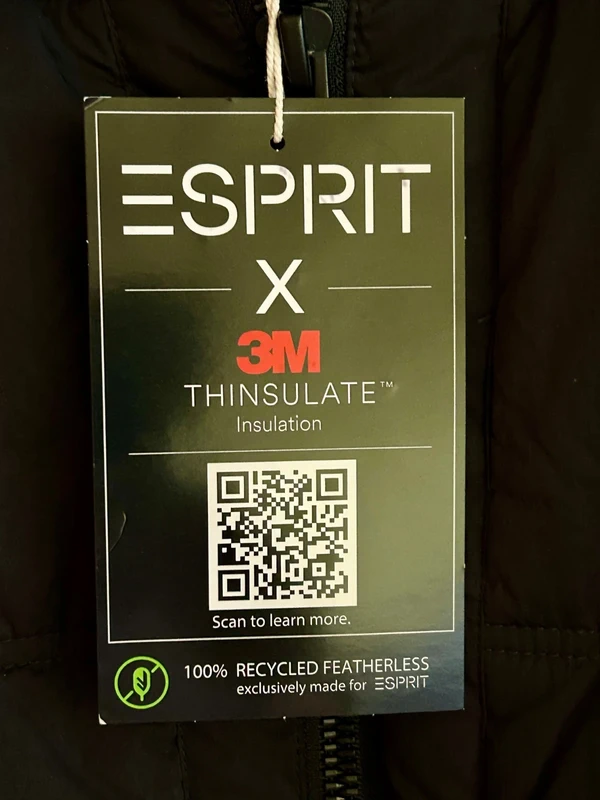 ESPRIT
X
3M
THINSULATE™
Insulation
Scan to learn more.
100% RECYCLED FEATHERLESS
exclusively made for ESPRIT